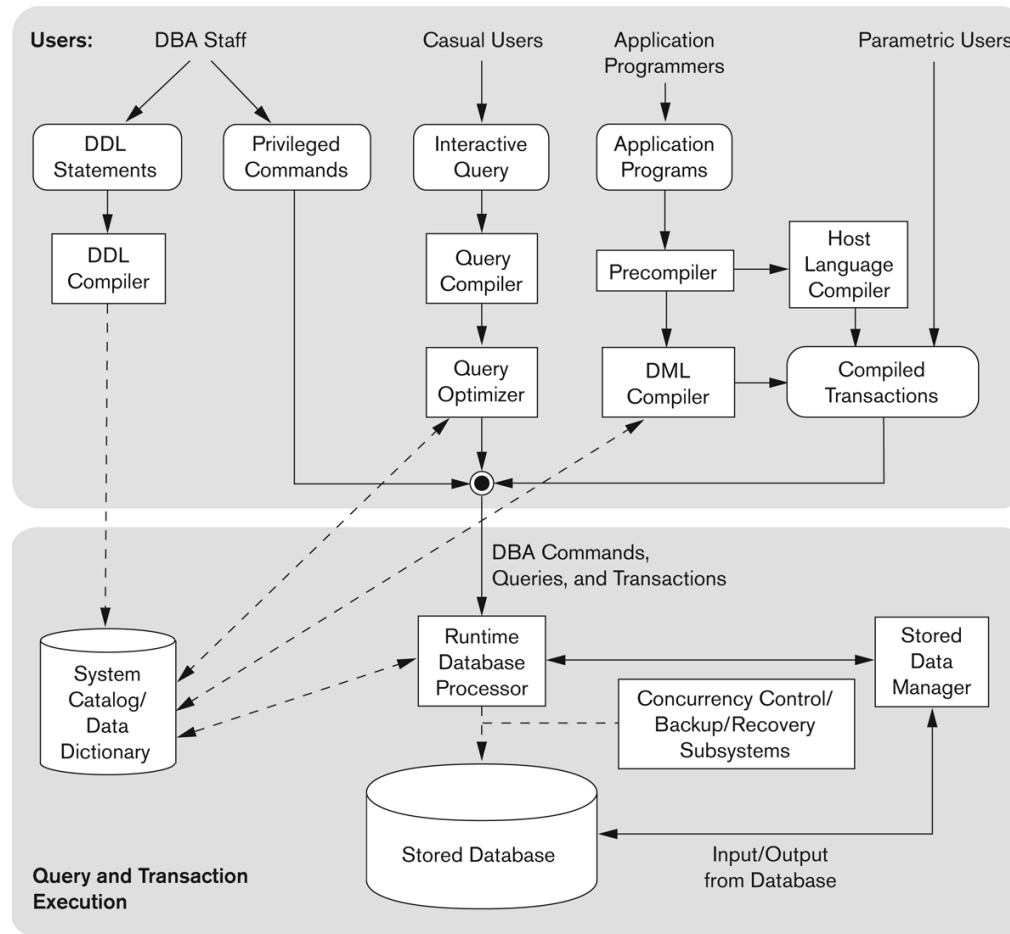 Users:
DBA Staff
Casual Users
Application
Programmers
Parametric Users
DDL
Statements
Privileged
Commands
Interactive
Query
Application
Programs
DDL
Compiler
Query
Compiler
Precompiler
Host
Language
Compiler
Query
Optimizer
DML
Compiler
Compiled
Transactions
DBA Commands,
Queries, and Transactions
System
Catalog/
Data
Dictionary
Runtime
Database
Processor
Stored
Data
Manager
Concurrency Control/
Backup/Recovery
Subsystems
Stored Database
Input/Output
from Database
Query and Transaction
Execution